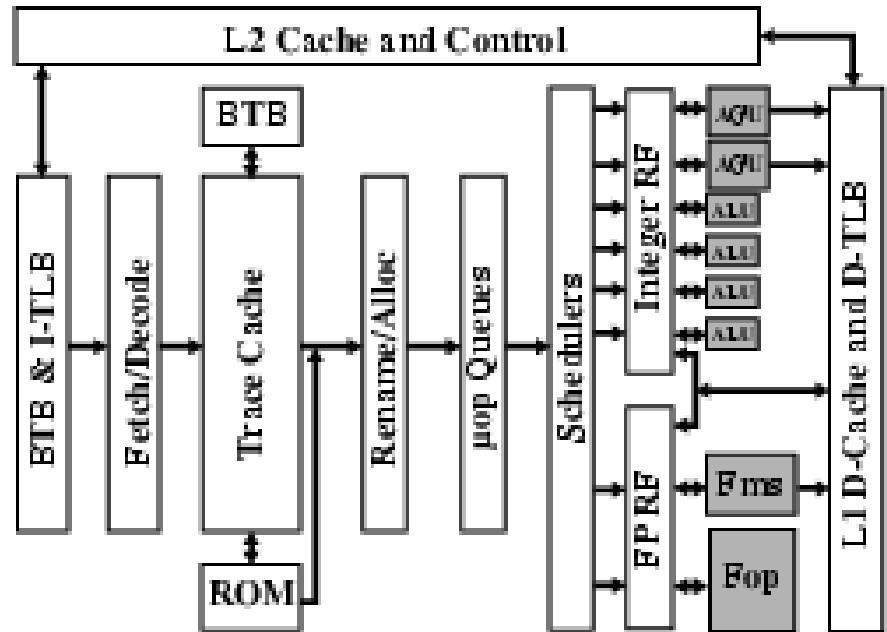 L2 Cache and Control
BTB
BTB & I-TLB
Fetch/Decode
Trace Cache
ROM
Rename/Alloc
µop Queues
Schedulers
Integer RF
FP RF
AGU
AGU
ALU
ALU
ALU
ALU
Fms
Fop
L1 D-Cache and D-TLB